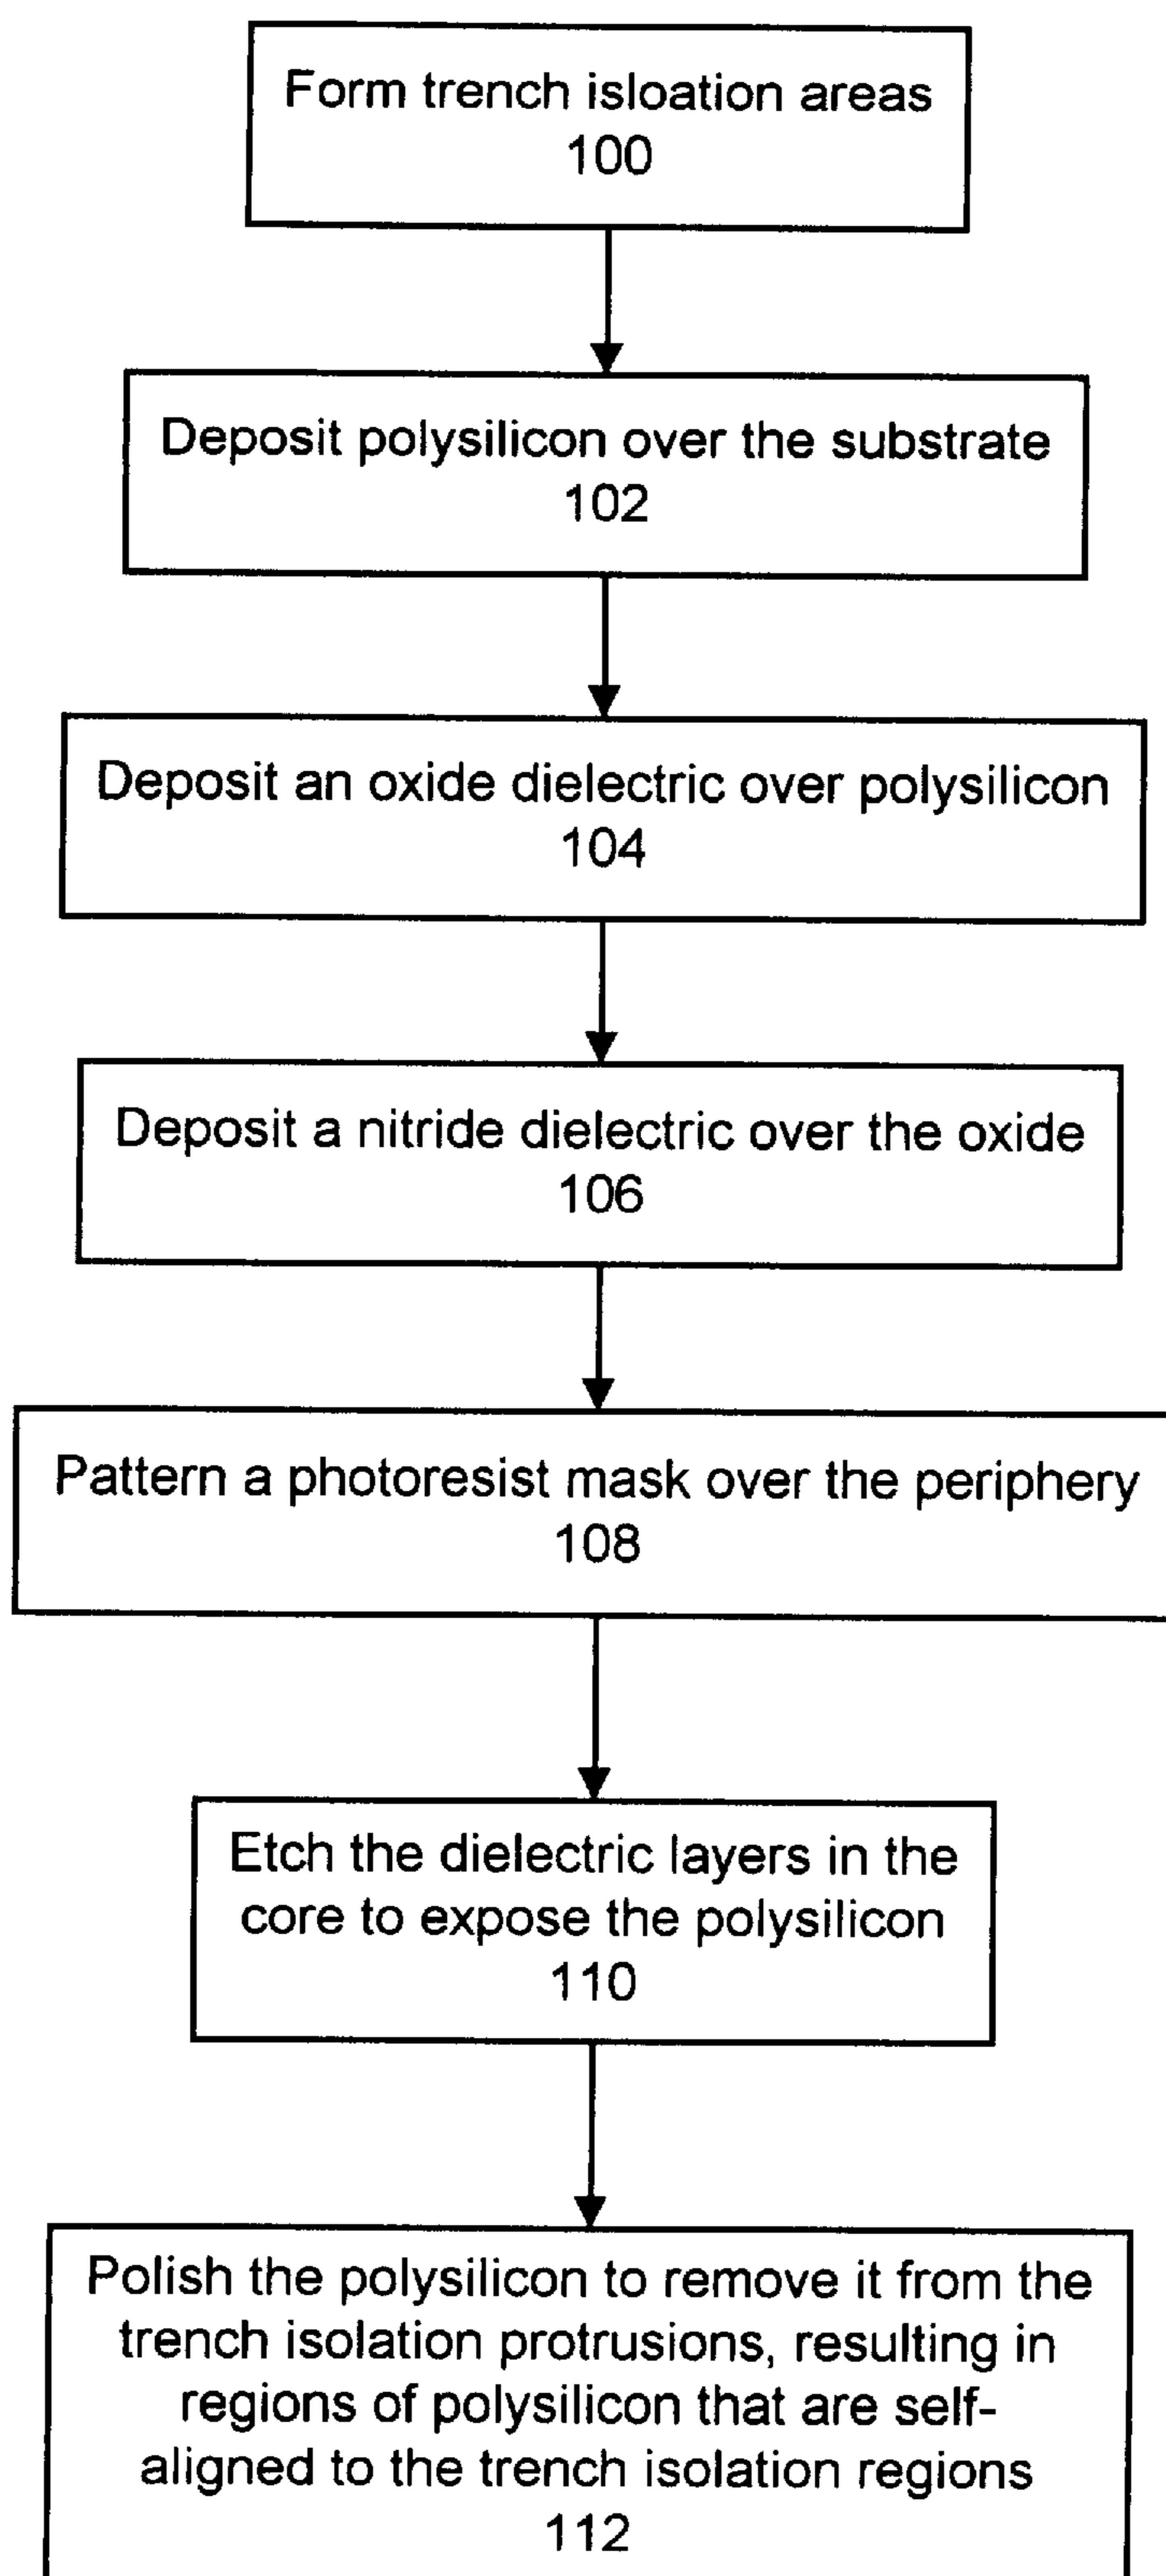 Form trench isloation areas
100
Deposit polysilicon over the substrate
102
Deposit an oxide dielectric over polysilicon
104
Deposit a nitride dielectric over the oxide
106
Pattern a photoresist mask over the periphery
108
Etch the dielectric layers in the
core to expose the polysilicon
110
Polish the polysilicon to remove it from the
trench isolation protrusions, resulting in
regions of polysilicon that are self-
aligned to the trench isolation regions
112